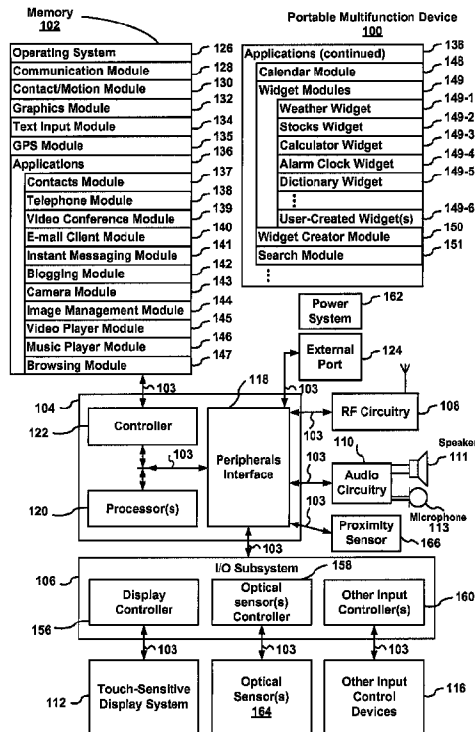 Memory
102
Operating System 126
Communication Module 128
Contact/Motion Module 130
Graphics Module 132
Text Input Module 134
GPS Module 135
Applications 136
Contacts Module 137
Telephone Module 138
Video Conference Module 139
E-mail Client Module 140
Instant Messaging Module 141
Blogging Module 142
Camera Module 143
Image Management Module 144
Video Player Module 145
Music Player Module 146
Browsing Module 147
Portable Multifunction Device
100
Applications (continued) 138
Calendar Module 148
Widget Modules 149
Weather Widget 149-1
Stocks Widget 149-2
Calculator Widget 149-3
Alarm Clock Widget 149-4
Dictionary Widget 149-5
User-Created Widget(s) 149-6
Widget Creator Module 150
Search Module 151
Power System 162
External Port 124
103
103
104
118
122 Controller
103
120 Processor(s)
Peripherals Interface
103
RF Circuitry 108
110
103
Audio Circuitry
Speaker
111
Microphone
113
103
Proximity Sensor 166
103
106
I/O Subsystem
158
156 Display Controller
Optical sensor(s) Controller
Other Input Controller(s) 160
103
103
103
112 Touch-Sensitive Display System
Optical Sensor(s)
164
Other Input Control Devices 116